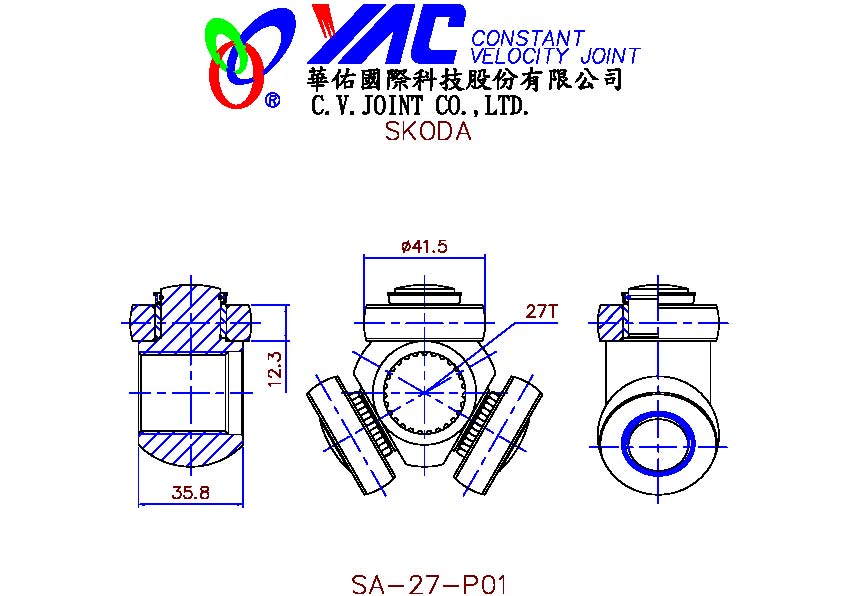 YAC CONSTANT
VELOCITY JOINT
®
華佑國際科技股份有限公司
C.V.JOINT CO.,LTD.
SKODA
ø41.5
27T
12.3
35.8
SA-27-P01